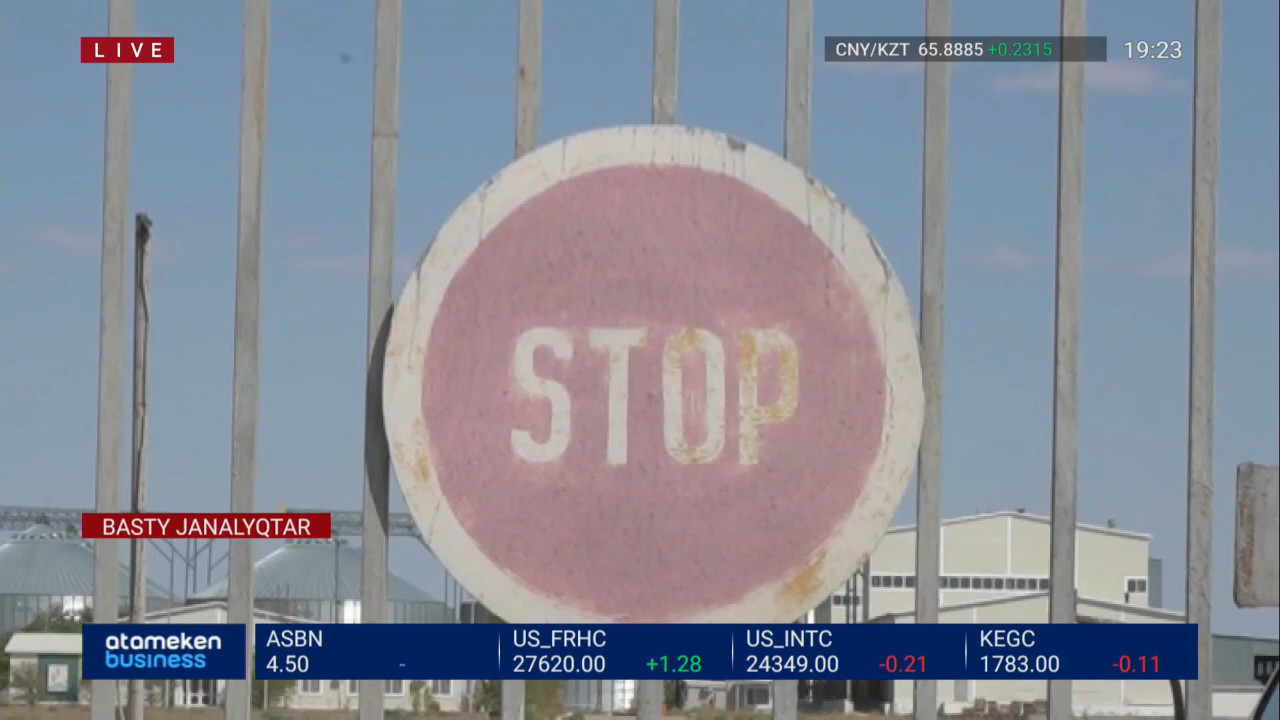 LIVE
CNY/KZT 65.8885 +0.2315
19:23
STOP
BASTY JANALYQTAR
atameken
business
ASBN
4.50 -
US_FRHC
27620.00 +1.28
US_INTC
24349.00 -0.21
KEGC
1783.00 -0.11